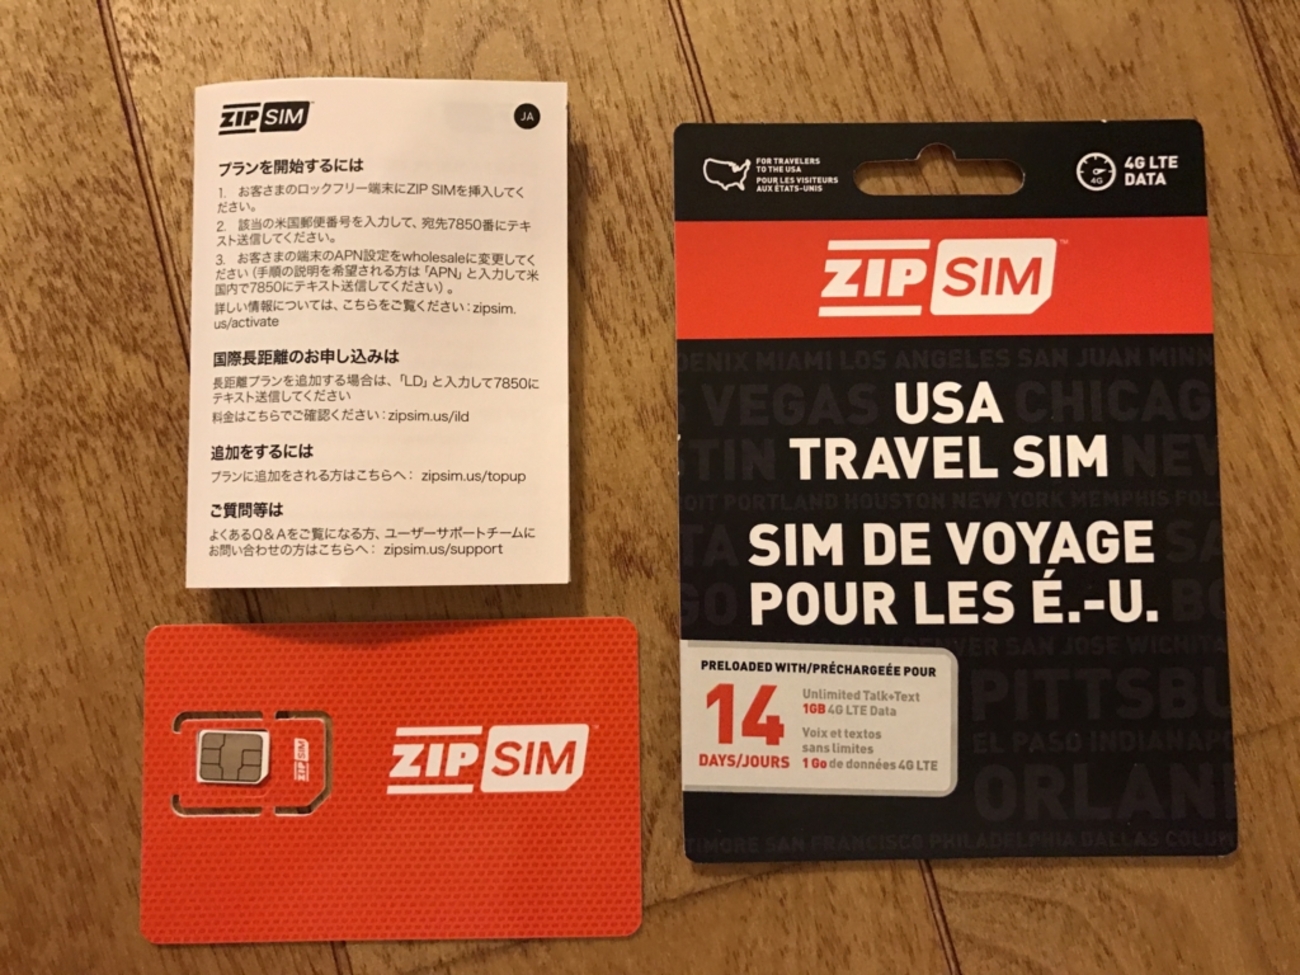 ZIP SIM™
JA
プランを開始するには
1. お客さまのロックフリー端末にZIP SIMを挿入してく
ださい。
2. 該当の米国郵便番号を入力して、宛先7850番にテキ
スト送信してください。
3. お客さまの端末のAPN設定をwholesaleに変更してく
ださい（手順の説明を希望される方は「APN」と入力して米
国内で7850にテキスト送信してください）。
詳しい情報については、こちらをご覧ください：zipsim.
us/activate
国際長距離のお申し込みは
長距離プランを追加する場合は、「LD」と入力して7850に
テキスト送信してください
料金はこちらでご確認ください：zipsim.us/ild
追加をするには
プランに追加をされる方はこちらへ： zipsim.us/topup
ご質問等は
よくあるQ&Aをご覧になる方、ユーザーサポートチームに
お問い合わせの方はこちらへ： zipsim.us/support
ZIP SIM
ZIP SIM™
FOR TRAVELERS
TO THE USA
POUR LES VISITEURS
AUX ÉTATS-UNIS
4G
4G LTE
DATA
ZIP SIM™
ENIX MIAMI LOS ANGELES SAN JUAN MINN
VEGAS
CHICAG
USA
TRAVEL SIM
TIN
NEW
OIT PORTLAND HOUSTON NEW YORK MEMPHIS FOLS
TA
SA
SIM DE VOYAGE
POUR LES É.-U.
GO
BO
DENVER SAN JOSE WICHITA
PRELOADED WITH/PRÉCHARGEÉE POUR
14
DAYS/JOURS
Unlimited Talk+Text
1GB 4G LTE Data
Voix et textos
sans limites
1 Go de données 4G LTE
PITTSBU
EL PASO INDIANAPO
ORLAN
TIMORE SAN FRANCISCO PHILADELPHIA DALLAS COLUM